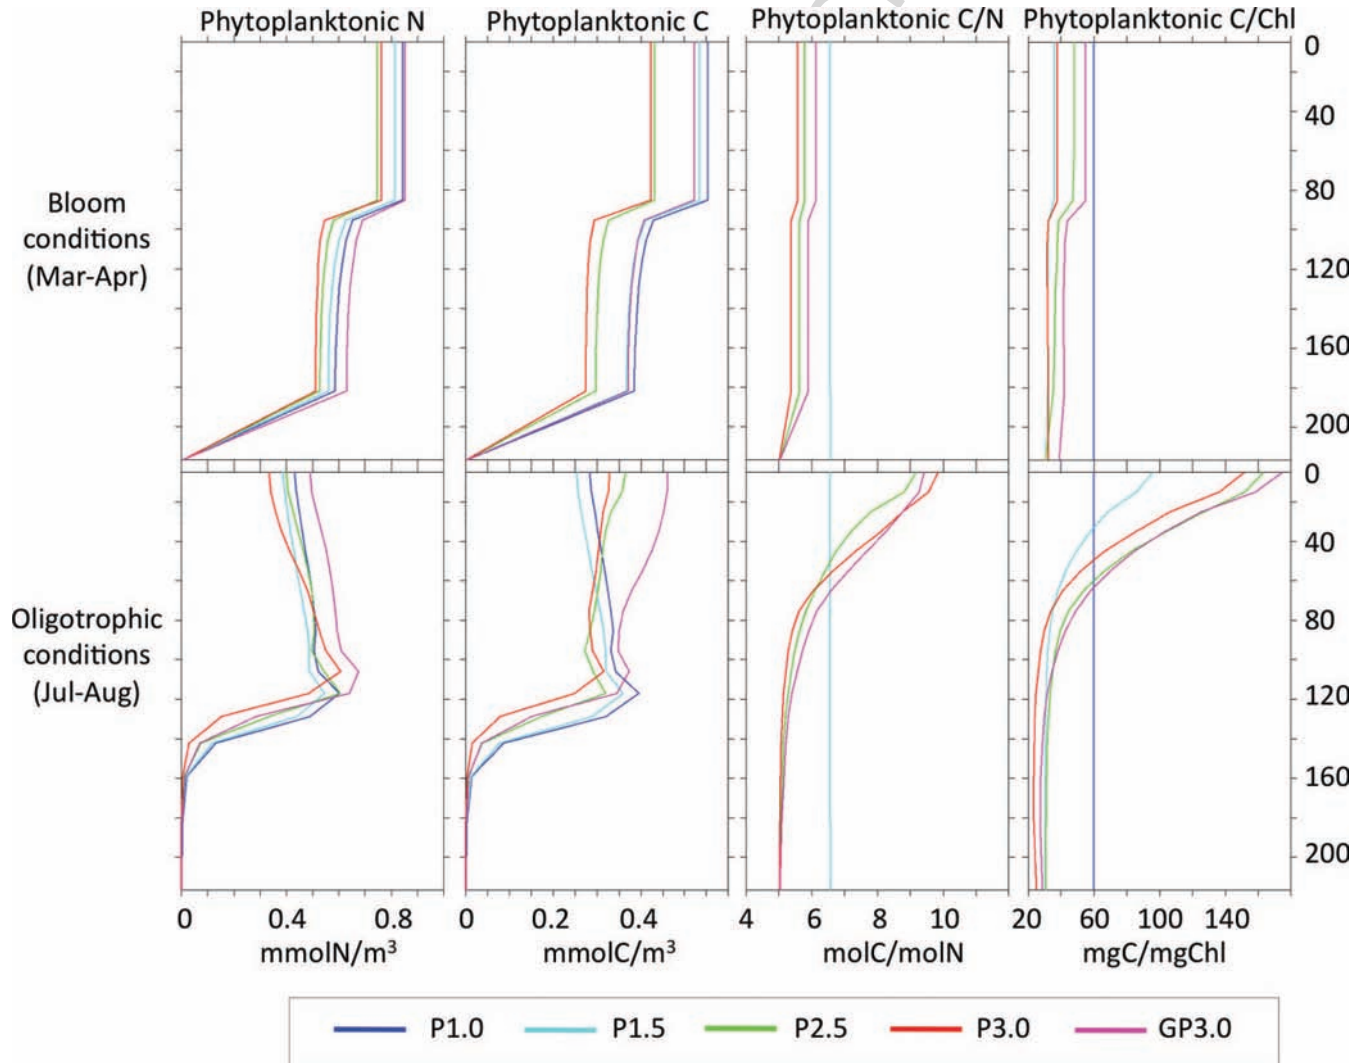 Phytoplanktonic N Phytoplanktonic C Phytoplanktonic C/N Phytoplanktonic C/Chl
0
40
80
120
160
200
Bloom
conditions
(Mar-Apr)
0
40
80
120
160
200
Oligotrophic
conditions
(Jul-Aug)
0 0.4 0.8 0 0.2 0.4 4 6 8 10 20 60 100 140
mmolN/m³ mmolC/m³ molC/molN mgC/mgChl
P1.0 P1.5 P2.5 P3.0 GP3.0